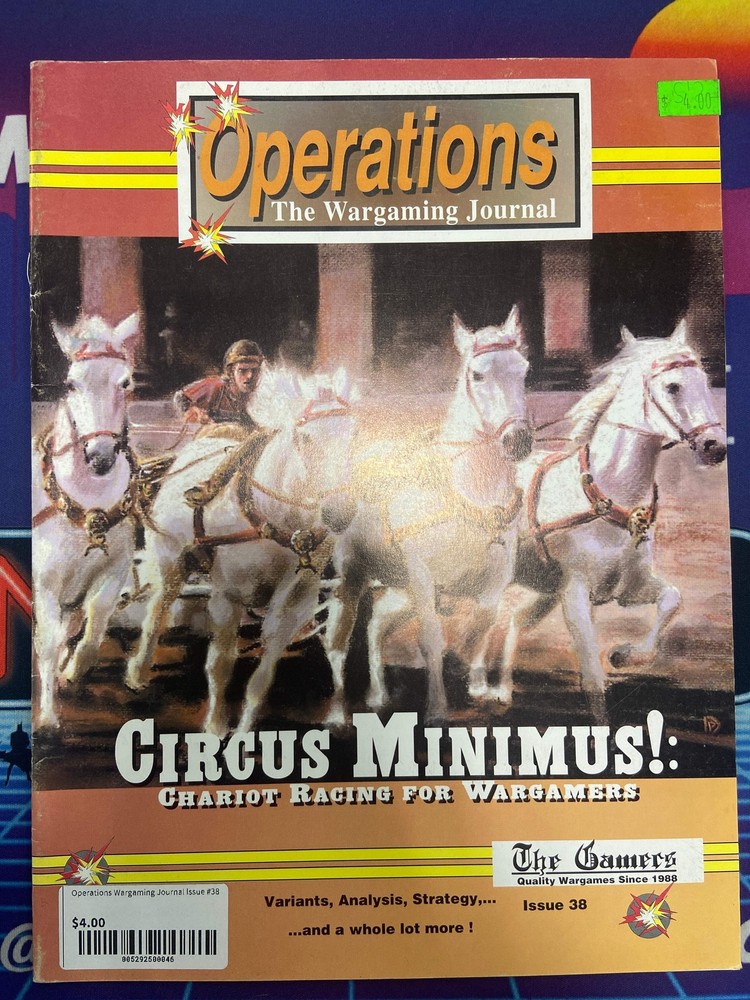 $ 4.00
Operations
The Wargaming Journal
CIRCUS MINIMUS!:
CHARIOT RACING FOR WARGAMERS
The Gamers
Quality Wargames Since 1988
Variants, Analysis, Strategy,...
Issue 38
...and a whole lot more !
Operations Wargaming Journal Issue #38
$4.00
005292500046
@